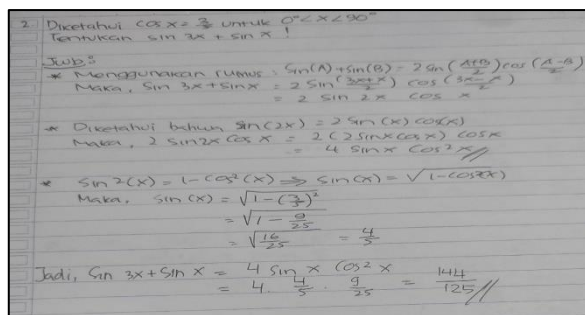 2 Diketahui cos x = 3/5 untuk 0° < x < 90°
Tentukan sin 3x + sin x !
Jwb :
* Menggunakan rumus : Sin(A) + Sin(B) = 2 Sin ((A+B)/2) cos ((A-B)/2)
Maka, Sin 3x + Sin x = 2 Sin ((3x+x)/2) cos ((3x-x)/2)
= 2 Sin 2x cos x
* Diketahui bahwa Sin(2x) = 2 Sin(x) cos(x)
Maka, 2 Sin 2x cos x = 2 (2 Sin x cos x) cos x
= 4 Sin x Cos² x //
* Sin²(x) = 1 - Cos²(x) ⇒ Sin(x) = √(1 - Cos²(x))
Maka, Sin (x) = √(1 - (3/5)²)
= √(1 - 9/25)
= √(16/25) = 4/5
Jadi, Sin 3x + Sin x = 4 Sin x Cos² x
= 4 . 4/5 . 9/25 = 144/125 //